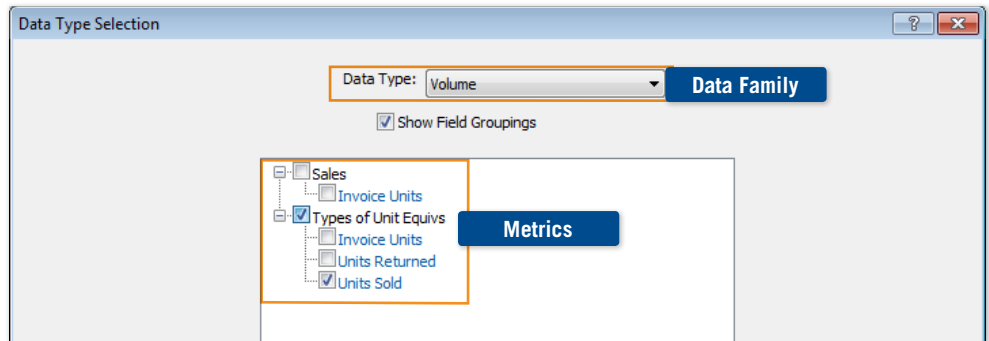 Data Type Selection
Data Type: Volume Data Family
Show Field Groupings
Sales
Invoice Units
Types of Unit Equivs
Metrics
Invoice Units
Units Returned
Units Sold